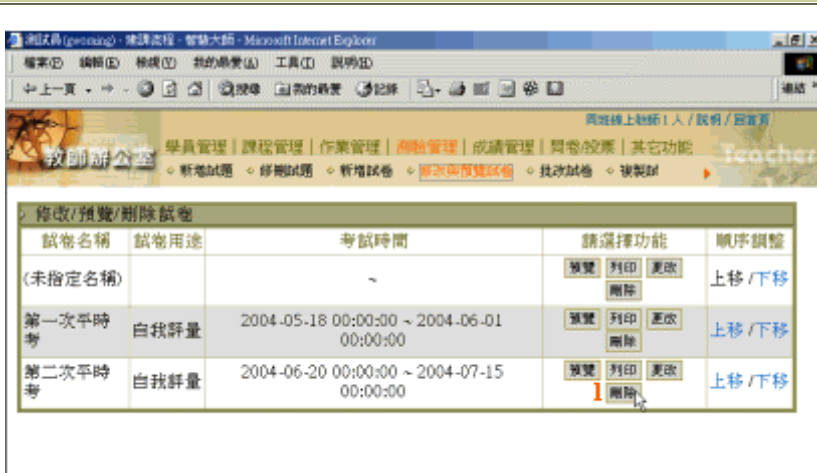 測試員(gworning) - 旁課流程 - 智慧大師 - Microsoft Internet Explorer
檔案(F) 編輯(E) 檢視(V) 我的最愛(A) 工具(T) 說明(H)
上一頁 搜尋 我的最愛 記錄 連結
同班線上老師1人 / 說明 / 回首頁
教師辦公室 學員管理 | 課程管理 | 作業管理 | 測驗管理 | 成績管理 | 問卷/投票 | 其它功能 Teacher
新增試題 修刪試題 新增試卷 修改與預覽試卷 批改試卷 複製試
修改/預覽/刪除試卷
試卷名稱 試卷用途 考試時間 請選擇功能 順序調整
(未指定名稱) ~ 預覽 列印 更改 刪除 上移 /下移
第一次平時考 自我評量 2004-05-18 00:00:00 ~ 2004-06-01 00:00:00 預覽 列印 更改 刪除 上移 /下移
第二次平時考 自我評量 2004-06-20 00:00:00 ~ 2004-07-15 00:00:00 預覽 列印 更改 1 刪除 上移 /下移